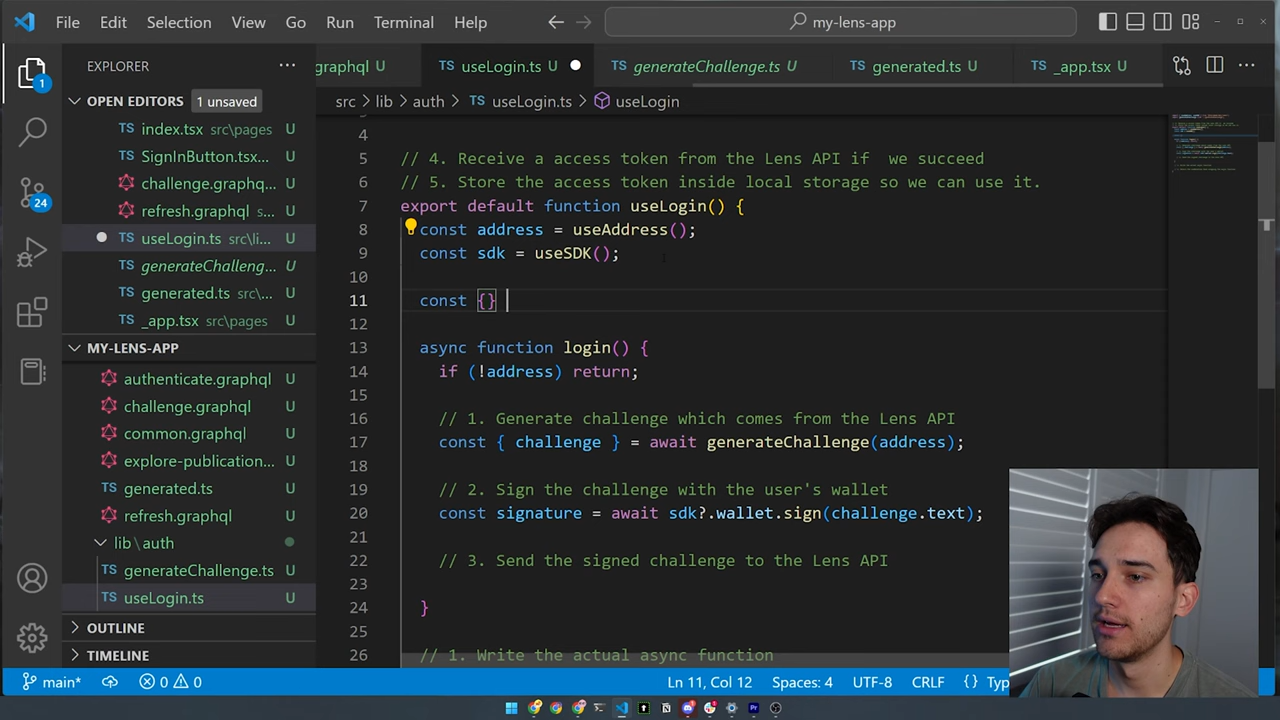 File Edit Selection View Go Run Terminal Help
my-lens-app
EXPLORER
OPEN EDITORS 1 unsaved
TS index.tsx src\pages U
TS SignInButton.tsx... U
challenge.graphq... U
refresh.graphql s... U
useLogin.ts src\li... U
generateChalleng... U
TS generated.ts src\... U
TS _app.tsx src\pages U
MY-LENS-APP
authenticate.graphql U
challenge.graphql U
common.graphql U
explore-publication... U
TS generated.ts U
refresh.graphql U
lib\auth
TS generateChallenge.ts U
TS useLogin.ts U
OUTLINE
TIMELINE
1
24
graphql U
TS useLogin.ts U
TS generateChallenge.ts U
TS generated.ts U
TS _app.tsx U
src > lib > auth > TS useLogin.ts > useLogin
4
5 // 4. Receive a access token from the Lens API if  we succeed
6 // 5. Store the access token inside local storage so we can use it.
7 export default function useLogin() {
8 const address = useAddress();
9 const sdk = useSDK();
10
11 const {}
12
13 async function login() {
14 if (!address) return;
15
16 // 1. Generate challenge which comes from the Lens API
17 const { challenge } = await generateChallenge(address);
18
19 // 2. Sign the challenge with the user's wallet
20 const signature = await sdk?.wallet.sign(challenge.text);
21
22 // 3. Send the signed challenge to the Lens API
23
24 }
25
26 // 1. Write the actual async function
main* 0 0 Ln 11, Col 12 Spaces: 4 UTF-8 CRLF {} Typ